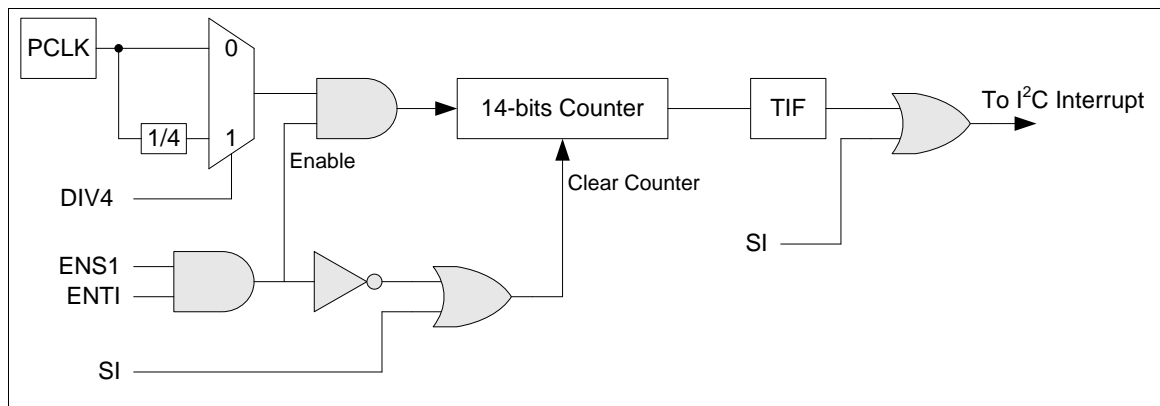 PCLK
0
1/4
1
Enable
DIV4
14-bits Counter
TIF
To I²C Interrupt
Clear Counter
SI
ENS1
ENTI
SI